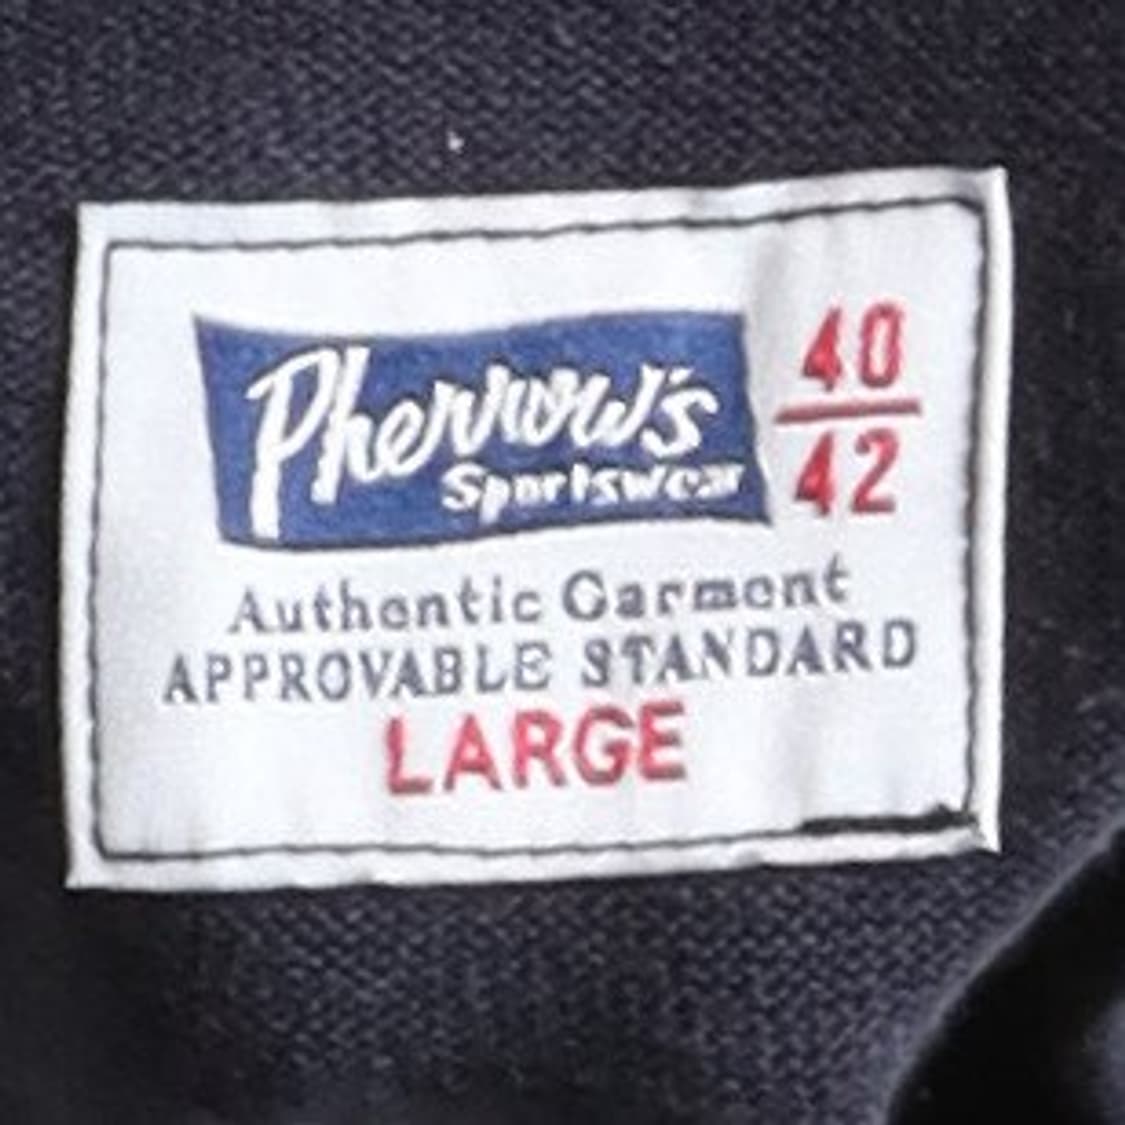 Pherrow's
Sportswear
40
42
Authentic Garment
APPROVABLE STANDARD
LARGE